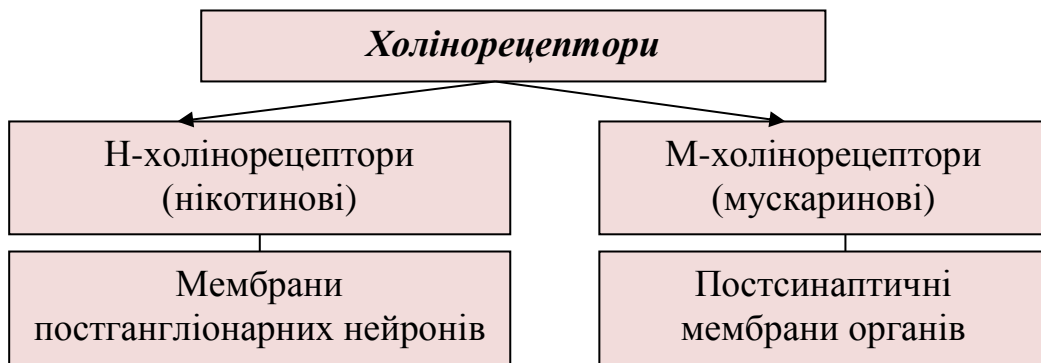 Холінорецептори
Н-холінорецептори
(нікотинові)
М-холінорецептори
(мускаринові)
Мембрани
постгангліонарних нейронів
Постсинаптичні
мембрани органів